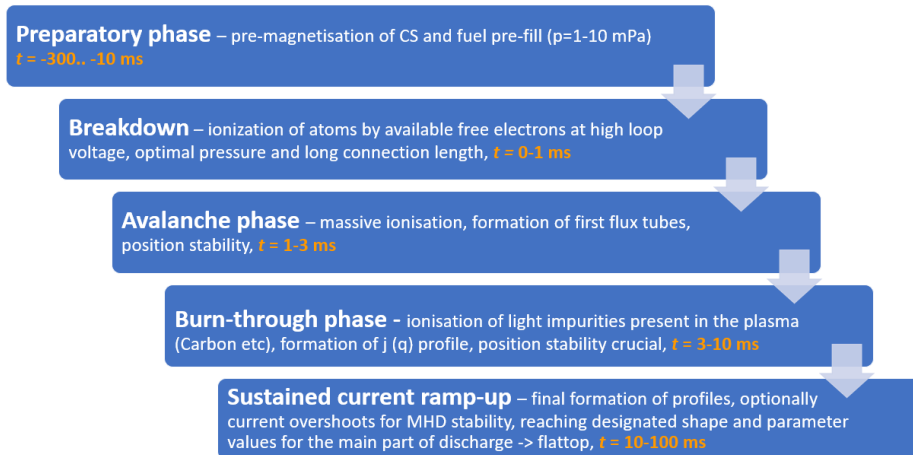 Preparatory phase – pre-magnetisation of CS and fuel pre-fill (p=1-10 mPa)
t = -300.. -10 ms
Breakdown – ionization of atoms by available free electrons at high loop
voltage, optimal pressure and long connection length, t = 0-1 ms
Avalanche phase – massive ionisation, formation of first flux tubes,
position stability, t = 1-3 ms
Burn-through phase - ionisation of light impurities present in the plasma
(Carbon etc), formation of j (q) profile, position stability crucial, t = 3-10 ms
Sustained current ramp-up – final formation of profiles, optionally
current overshoots for MHD stability, reaching designated shape and parameter
values for the main part of discharge -> flattop, t = 10-100 ms